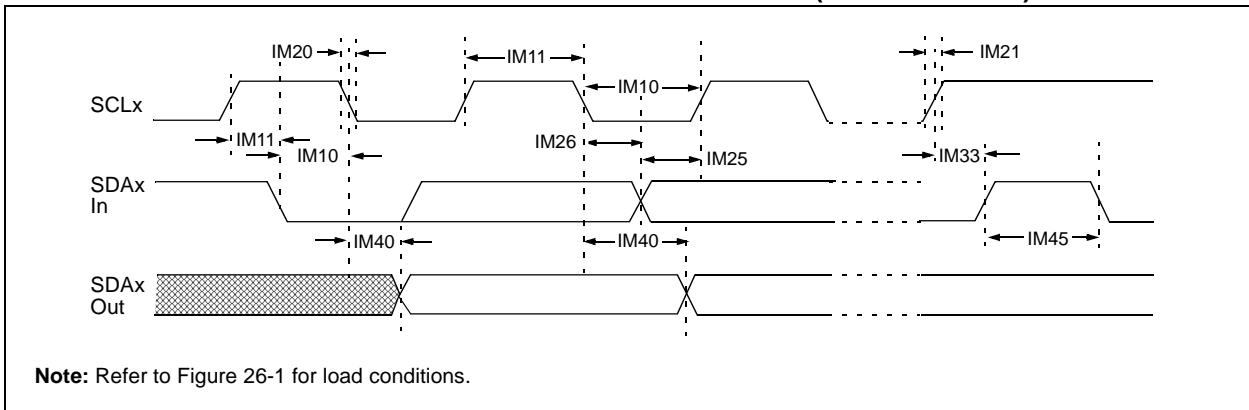 IM20
IM11
IM21
IM10
SCLx
IM11
IM26
IM10
IM25
IM33
SDAx
In
IM40
IM40
IM45
SDAx
Out
Note: Refer to Figure 26-1 for load conditions.